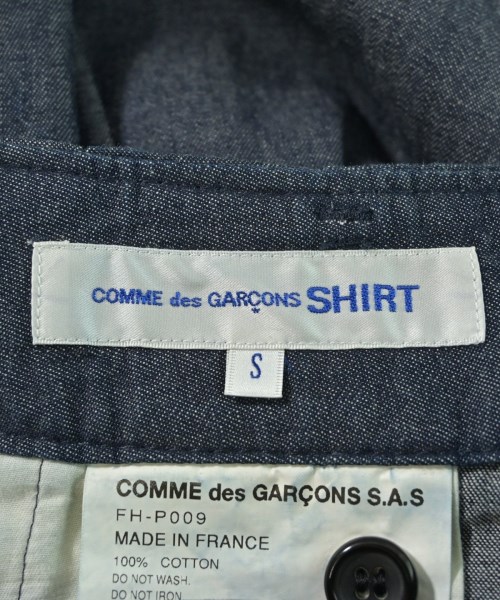 COMME des GARÇONS SHIRT
S
COMME des GARÇONS S.A.S
FH-P009
MADE IN FRANCE
100% COTTON
DO NOT WASH.
DO NOT IRON.